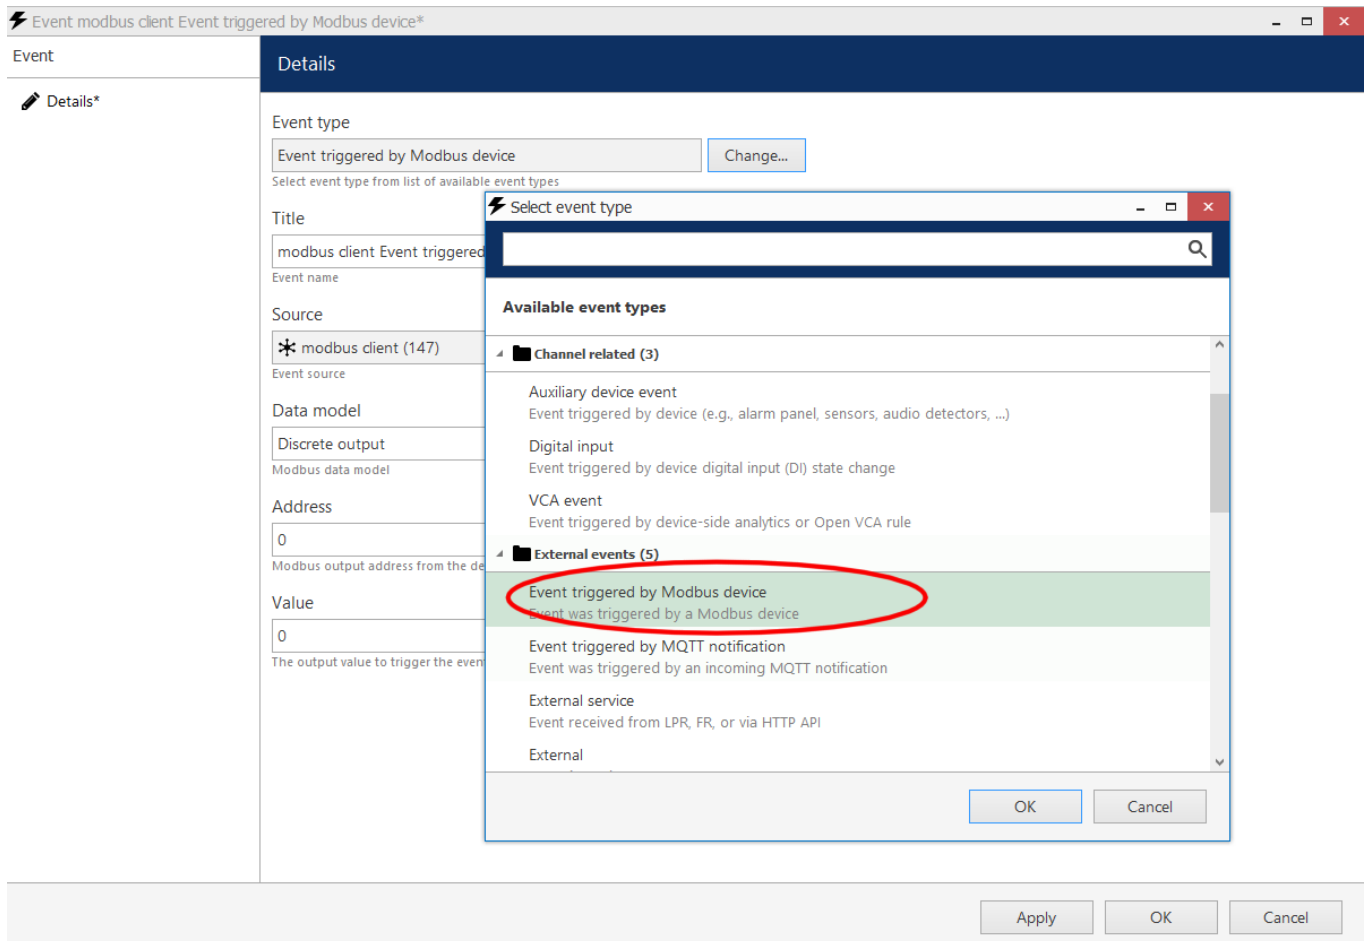 Event modbus client Event triggered by Modbus device*
Event
Details*
Details
Event type
Event triggered by Modbus device
Change...
Select event type from list of available event types
Title
modbus client Event triggered
Event name
Source
modbus client (147)
Event source
Data model
Discrete output
Modbus data model
Address
0
Modbus output address from the de
Value
0
The output value to trigger the even
Select event type
Available event types
Channel related (3)
Auxiliary device event
Event triggered by device (e.g., alarm panel, sensors, audio detectors, ...)
Digital input
Event triggered by device digital input (DI) state change
VCA event
Event triggered by device-side analytics or Open VCA rule
External events (5)
Event triggered by Modbus device
Event was triggered by a Modbus device
Event triggered by MQTT notification
Event was triggered by an incoming MQTT notification
External service
Event received from LPR, FR, or via HTTP API
External
OK
Cancel
Apply
OK
Cancel